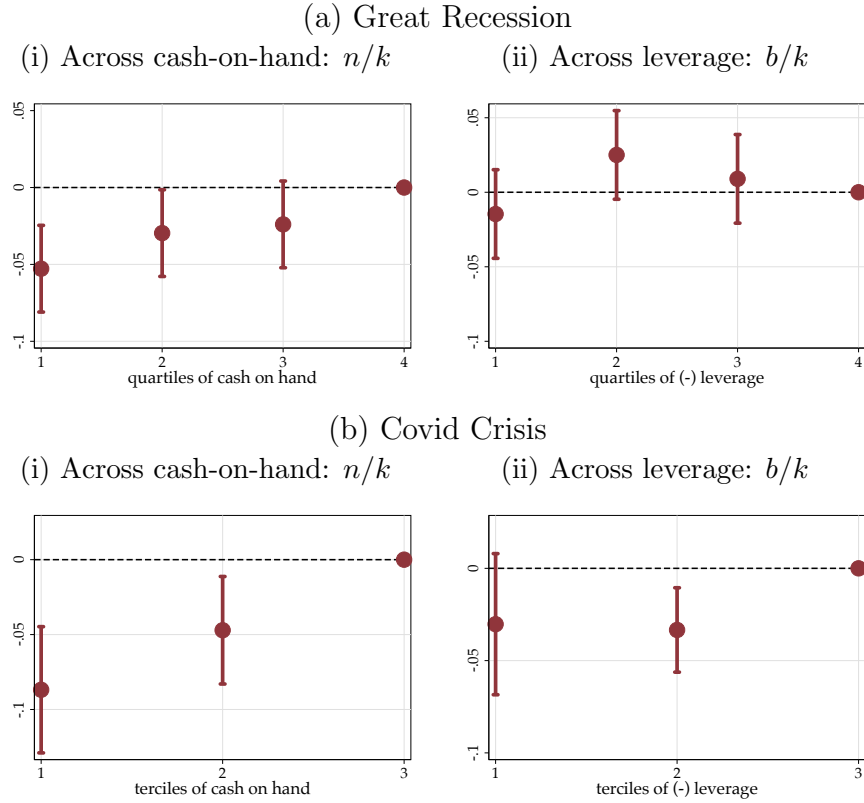 (a) Great Recession
(i) Across cash-on-hand: n/k
(ii) Across leverage: b/k
.05
0
-.05
-.1
1
2
3
4
quartiles of cash on hand
.05
0
-.05
-.1
1
2
3
4
quartiles of (-) leverage
(b) Covid Crisis
(i) Across cash-on-hand: n/k
(ii) Across leverage: b/k
0
-.05
-.1
1
2
3
terciles of cash on hand
0
-.05
-.1
1
2
3
terciles of (-) leverage